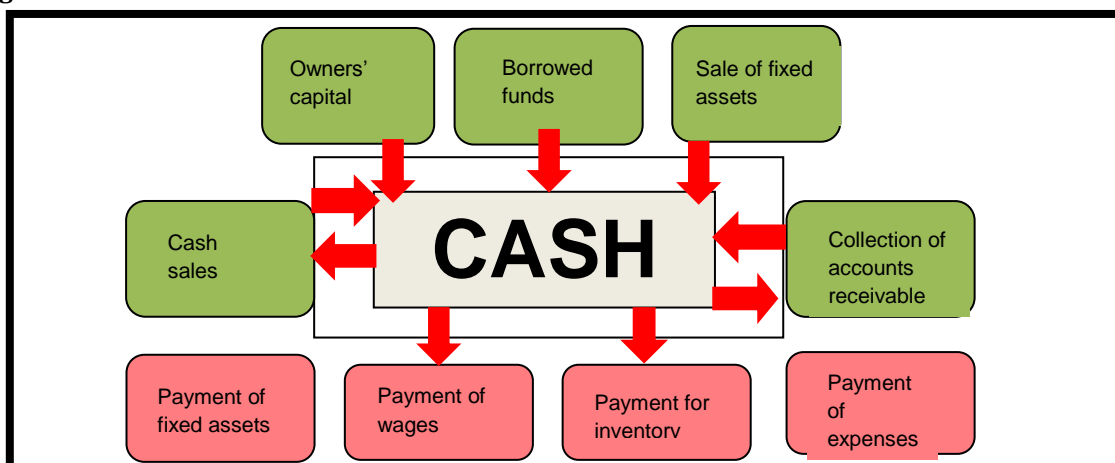 Owners’
capital
Borrowed
funds
Sale of fixed
assets
Cash
sales
CASH
Collection of
accounts
receivable
Payment of
fixed assets
Payment of
wages
Payment for
inventory
Payment
of
expenses